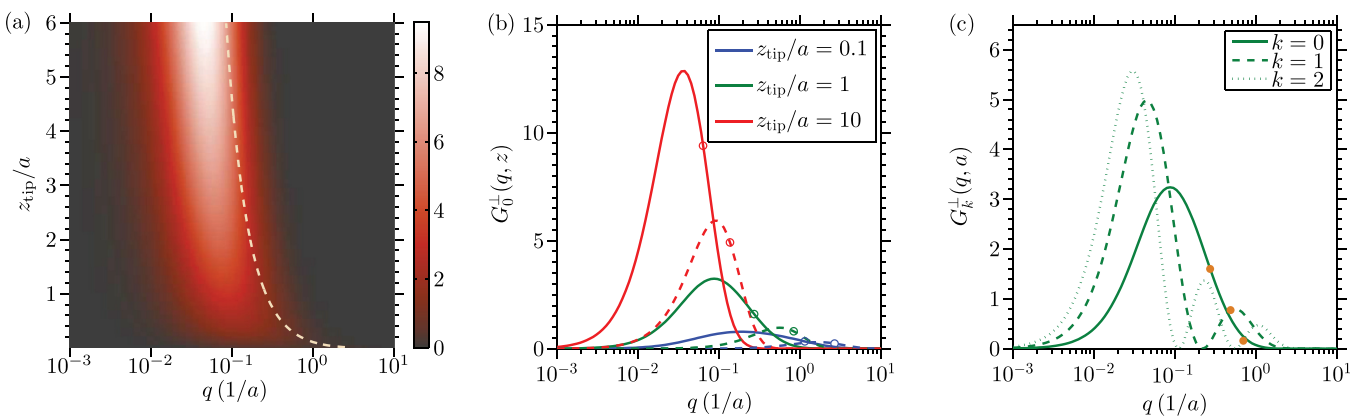 (a)
6
5
4
3
2
1
z_tip/a
10^−3 10^−2 10^−1 10^0 10^1
q (1/a)
8
6
4
2
0
(b)
15
10
5
0
G_0^⊥(q, z)
z_tip/a = 0.1
z_tip/a = 1
z_tip/a = 10
10^−3 10^−2 10^−1 10^0 10^1
q (1/a)
(c)
6
5
4
3
2
1
0
G_k^⊥(q, a)
k = 0
k = 1
k = 2
10^−3 10^−2 10^−1 10^0 10^1
q (1/a)